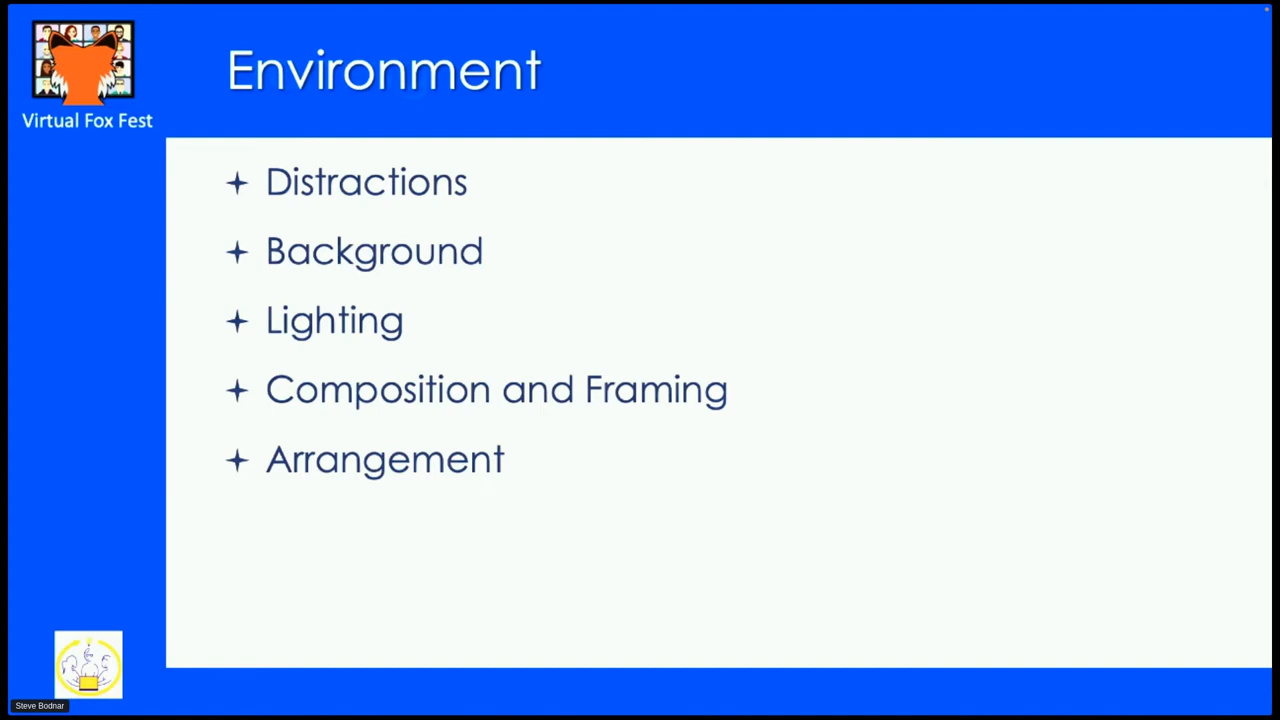 Environment
Virtual Fox Fest
Distractions
Background
Lighting
Composition and Framing
Arrangement
Steve Bodnar